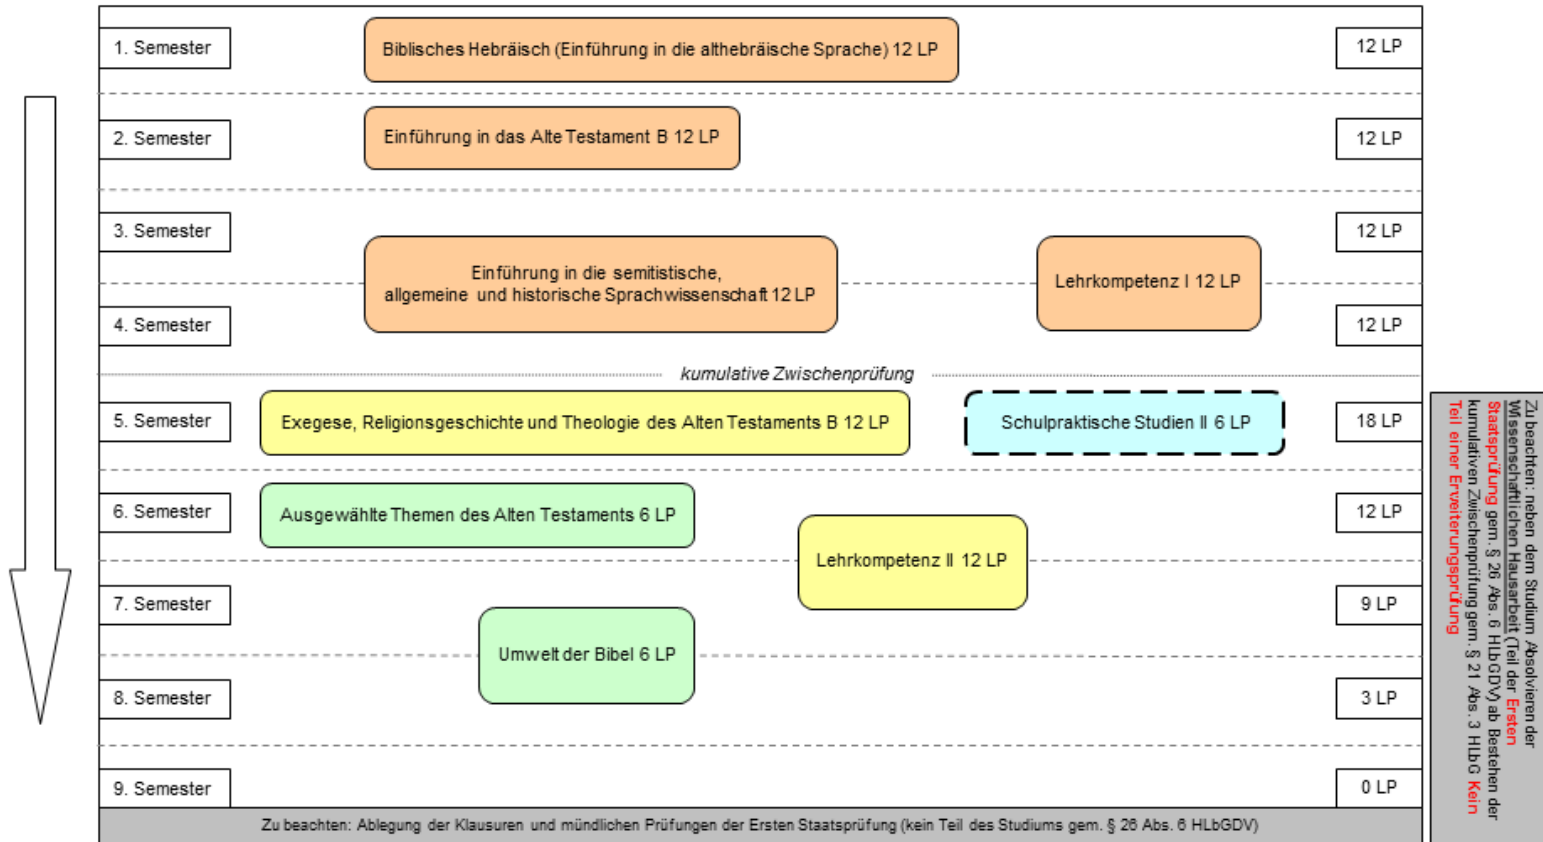 1. Semester
Biblisches Hebräisch (Einführung in die althebräische Sprache) 12 LP
12 LP
2. Semester
Einführung in das Alte Testament B 12 LP
12 LP
3. Semester
12 LP
Einführung in die semitistische,
allgemeine und historische Sprachwissenschaft 12 LP
Lehrkompetenz I 12 LP
4. Semester
12 LP
kumulative Zwischenprüfung
5. Semester
Exegese, Religionsgeschichte und Theologie des Alten Testaments B 12 LP
Schulpraktische Studien II 6 LP
18 LP
6. Semester
Ausgewählte Themen des Alten Testaments 6 LP
12 LP
Lehrkompetenz II 12 LP
7. Semester
9 LP
Umwelt der Bibel 6 LP
8. Semester
3 LP
9. Semester
0 LP
Zu beachten: Ablegung der Klausuren und mündlichen Prüfungen der Ersten Staatsprüfung (kein Teil des Studiums gem. § 26 Abs. 6 HLbGDV)
Zu beachten: neben dem Studium Absolvieren der
Wissenschaftlichen Hausarbeit (Teil der Ersten
Staatsprüfung gem. § 26 Abs. 6 HLbGDV) ab Bestehen der
kumulativen Zwischenprüfung gem. § 21 Abs. 3 HLbG Kein
Teil einer Erweiterungsprüfung